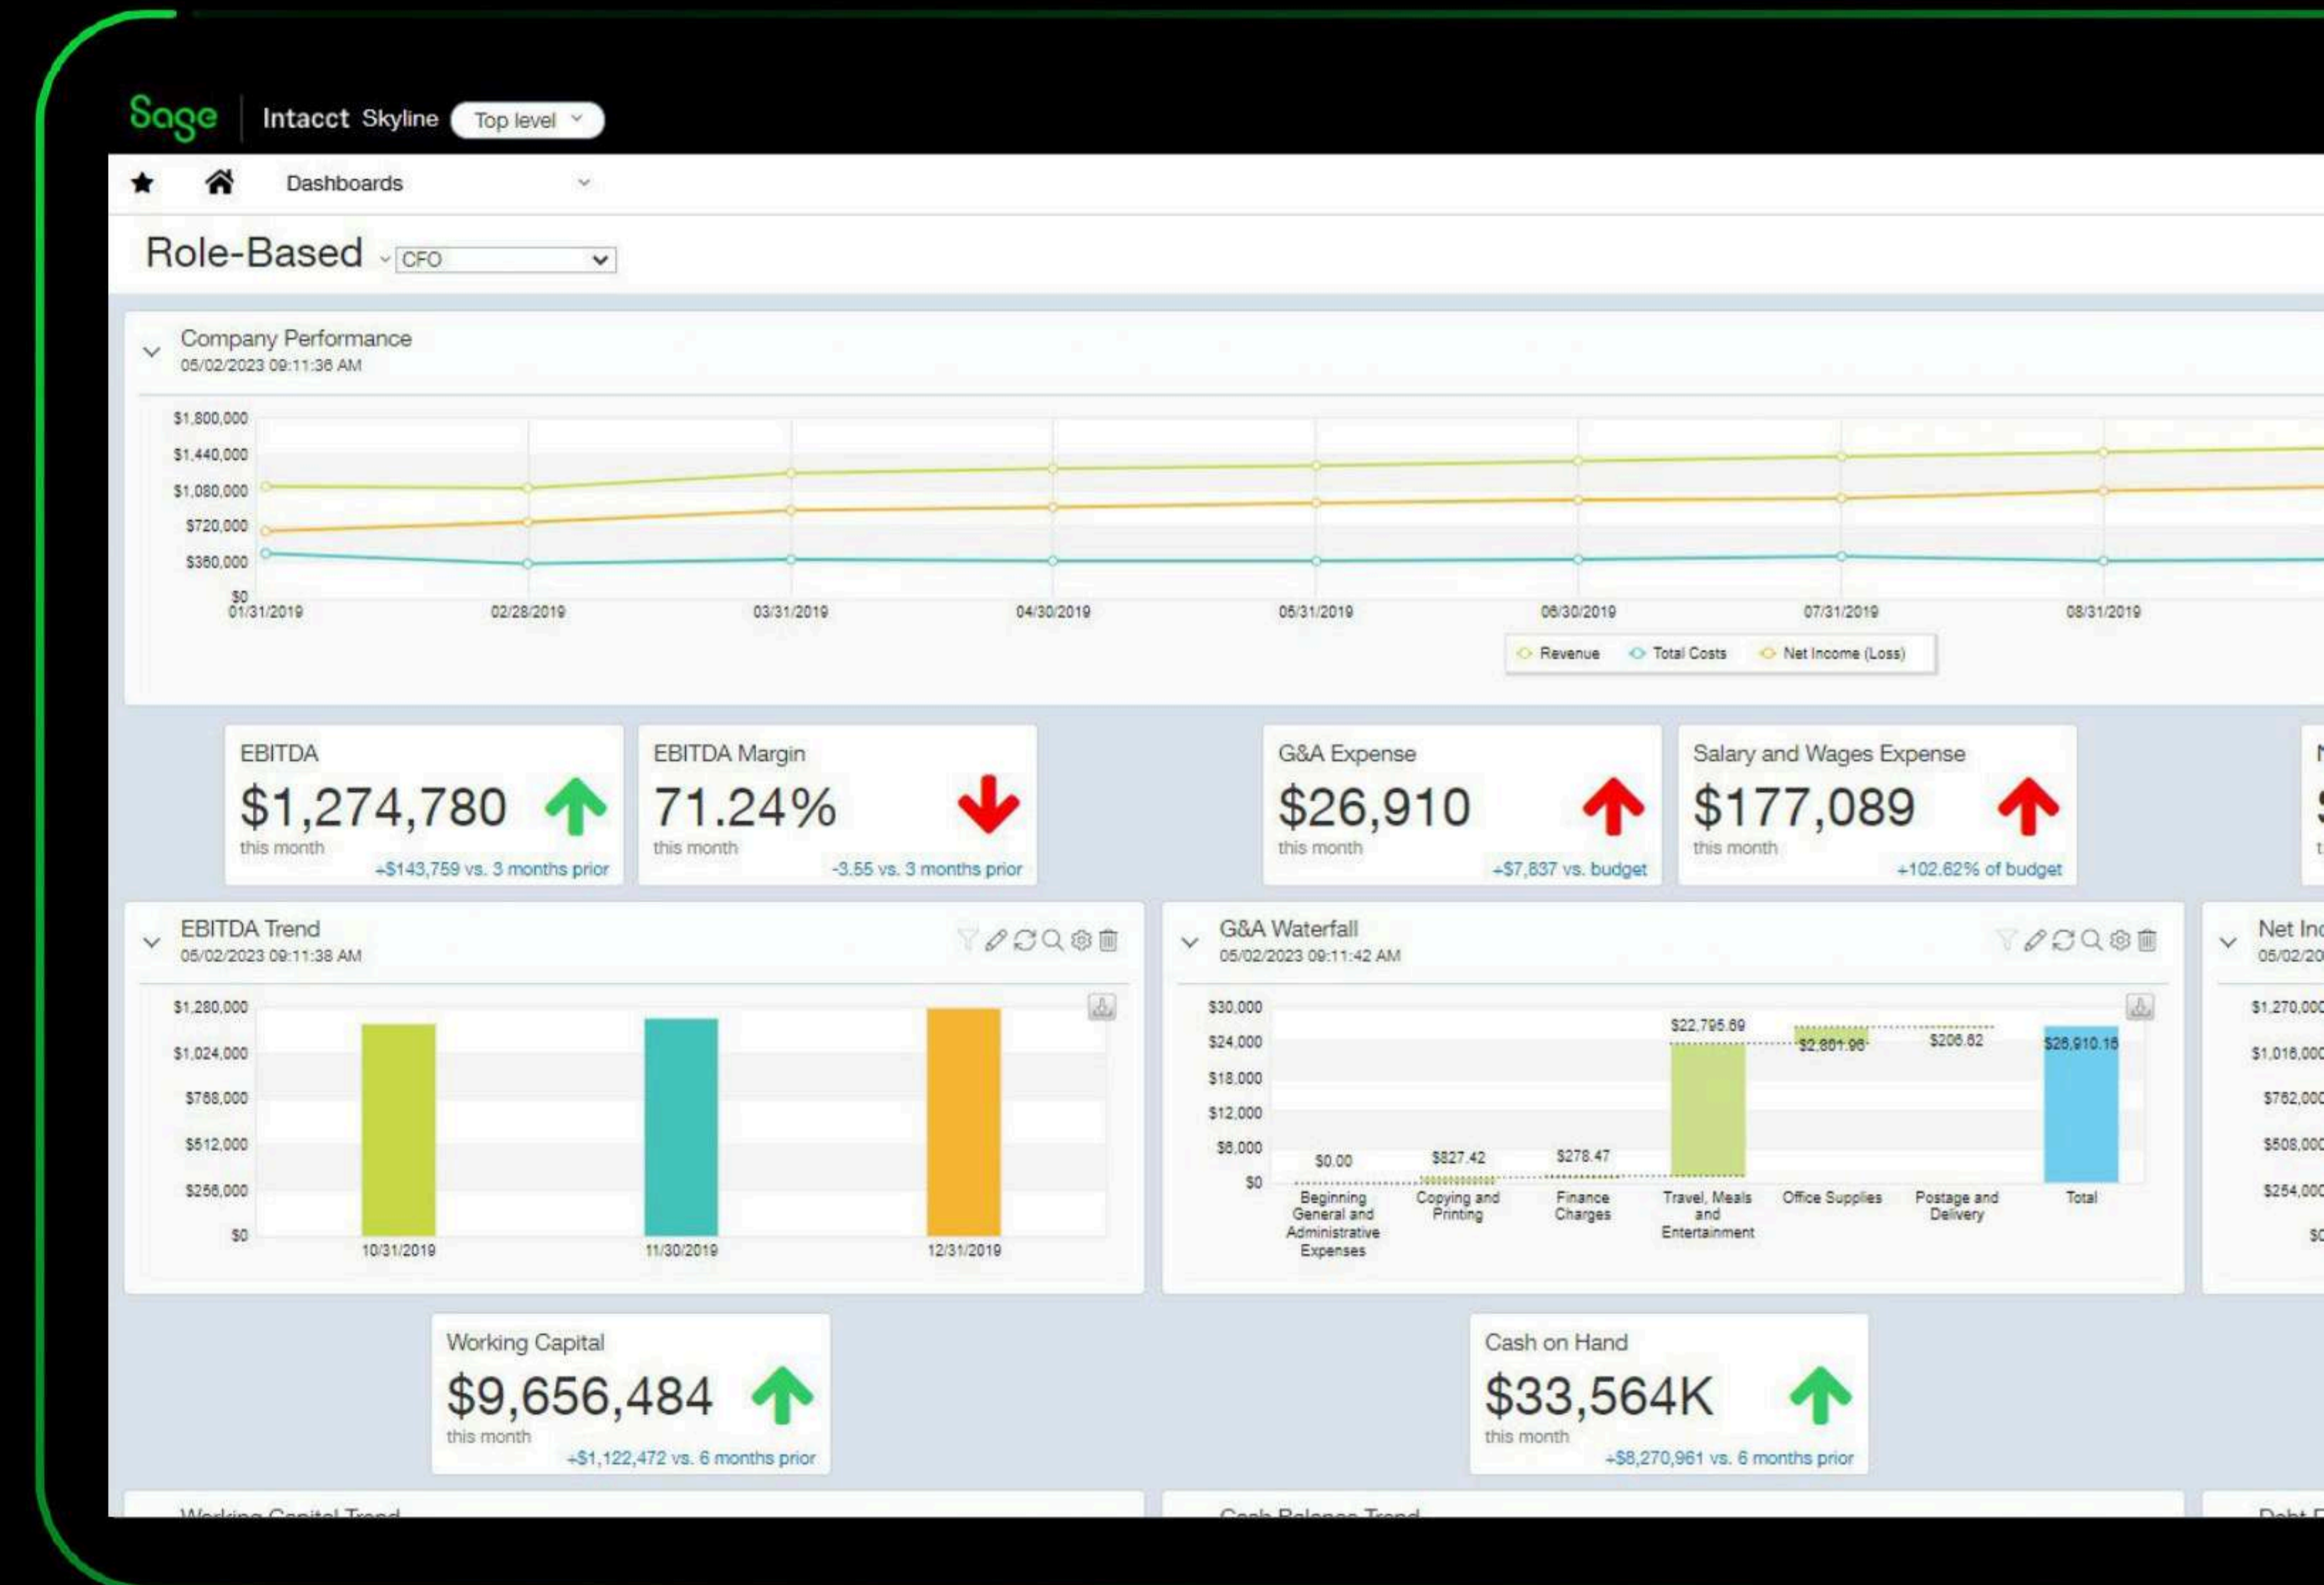 Sage Intacct Skyline Top level
Dashboards
Role-Based CFO
Company Performance
05/02/2023 09:11:36 AM
$1,800,000
$1,440,000
$1,080,000
$720,000
$360,000
$0
01/31/2019 02/28/2019 03/31/2019 04/30/2019 05/31/2019 06/30/2019 07/31/2019 08/31/2019
Revenue Total Costs Net Income (Loss)
EBITDA
$1,274,780
this month
+$143,759 vs. 3 months prior
EBITDA Margin
71.24%
this month
-3.55 vs. 3 months prior
G&A Expense
$26,910
this month
+$7,837 vs. budget
Salary and Wages Expense
$177,089
this month
+102.62% of budget
EBITDA Trend
05/02/2023 09:11:38 AM
$1,280,000
$1,024,000
$768,000
$512,000
$256,000
$0
10/31/2019 11/30/2019 12/31/2019
G&A Waterfall
05/02/2023 09:11:42 AM
$30,000
$24,000
$18,000
$12,000
$6,000
$0
$0.00 $827.42 $278.47 $22,795.69 $2,801.96 $206.62 $26,910.16
Beginning
General and
Administrative
Expenses
Copying and
Printing
Finance
Charges
Travel, Meals
and
Entertainment
Office Supplies
Postage and
Delivery
Total
Net Inc
05/02/20
$1,270,000
$1,016,000
$762,000
$508,000
$254,000
$0
Working Capital
$9,656,484
this month
+$1,122,472 vs. 6 months prior
Cash on Hand
$33,564K
this month
+$8,270,961 vs. 6 months prior
Working Capital Trend
Cash Balance Trend